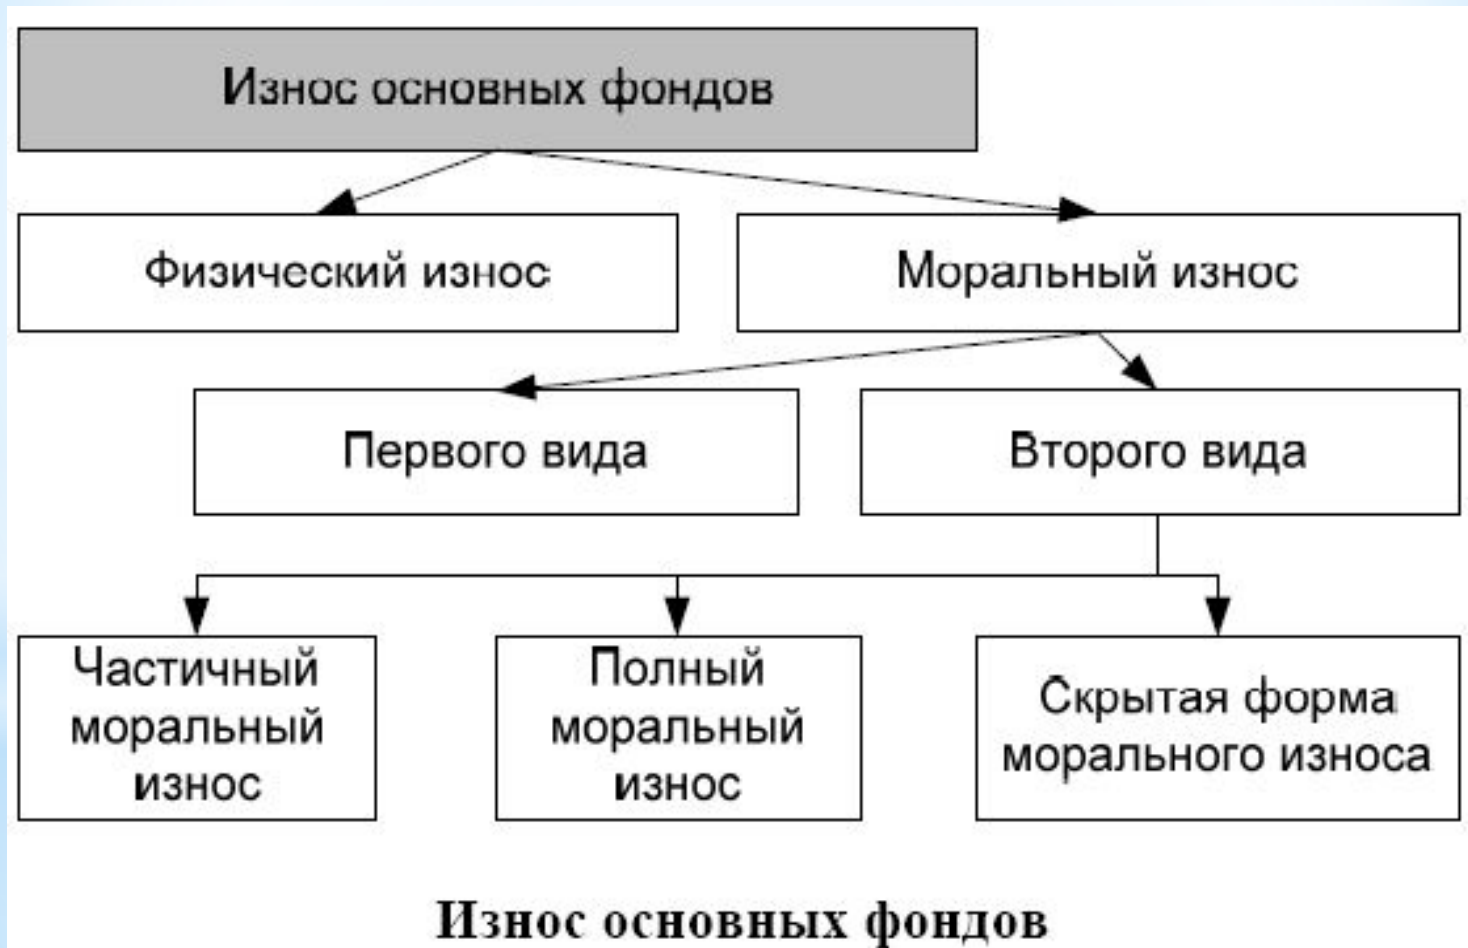 Износ основных фондов
Физический износ
Моральный износ
Первого вида
Второго вида
Частичный
моральный
износ
Полный
моральный
износ
Скрытая форма
морального износа
Износ основных фондов